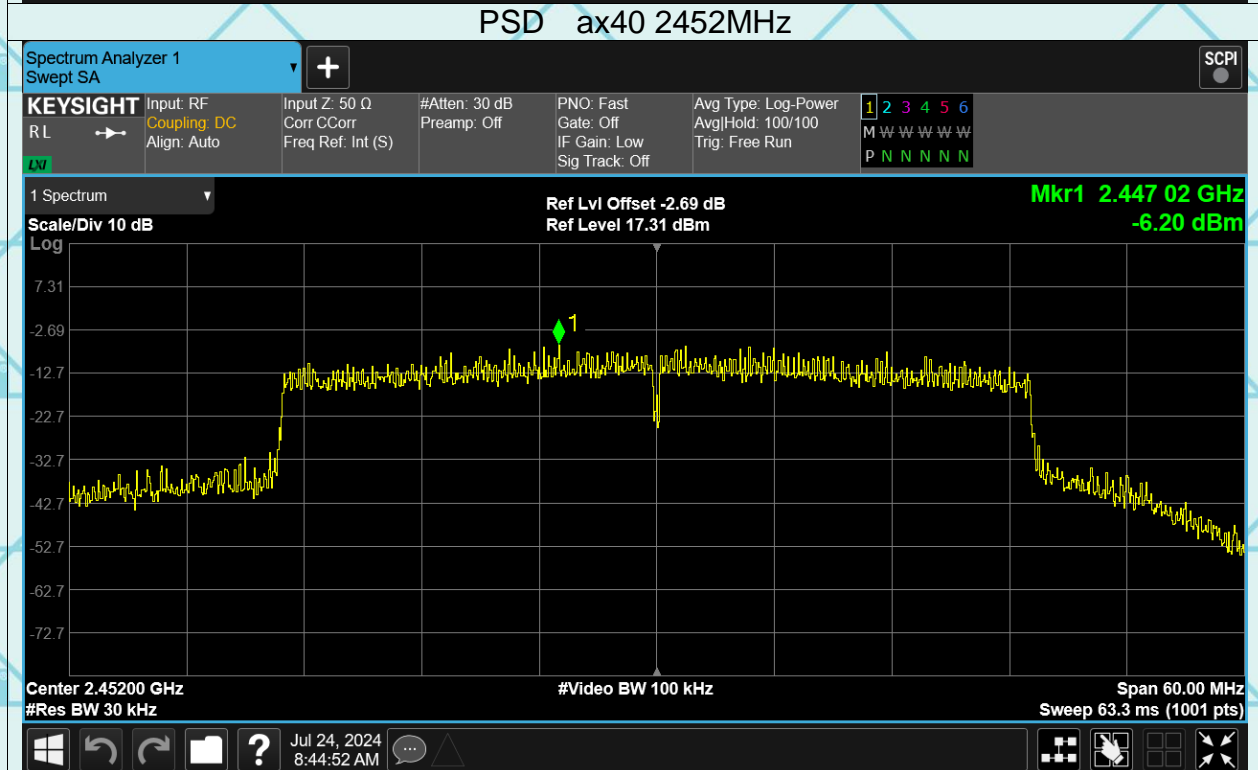 PSD ax40 2452MHz
Spectrum Analyzer 1
Swept SA
SCPI
KEYSIGHT Input: RF Input Z: 50 Ω #Atten: 30 dB PNO: Fast Avg Type: Log-Power 1 2 3 4 5 6
R L Coupling: DC Corr CCorr Preamp: Off Gate: Off Avg|Hold: 100/100 M W W W W W
Align: Auto Freq Ref: Int (S) IF Gain: Low Trig: Free Run P N N N N N
LXI Sig Track: Off
1 Spectrum Ref Lvl Offset -2.69 dB Mkr1 2.447 02 GHz
Scale/Div 10 dB Ref Level 17.31 dBm -6.20 dBm
Log
7.31
-2.69
1
-12.7
-22.7
-32.7
-42.7
-52.7
-62.7
-72.7
Center 2.45200 GHz #Video BW 100 kHz Span 60.00 MHz
#Res BW 30 kHz Sweep 63.3 ms (1001 pts)
? Jul 24, 2024
8:44:52 AM